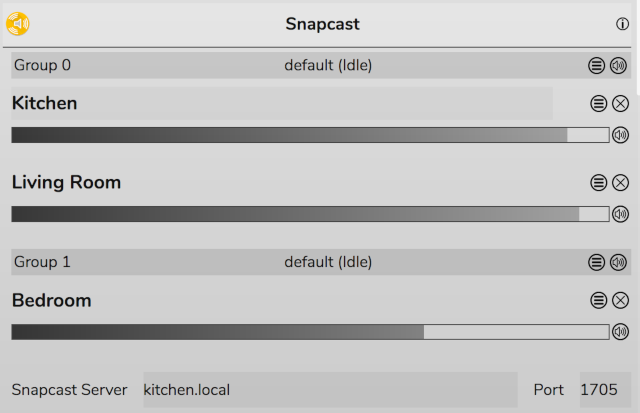 Snapcast
Group 0 default (Idle)
Kitchen
Living Room
Group 1 default (Idle)
Bedroom
Snapcast Server kitchen.local Port 1705